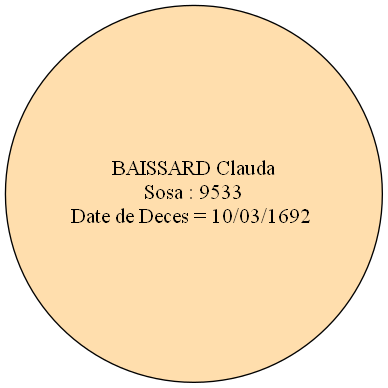 BAISSARD Clauda
Sosa : 9533
Date de Deces = 10/03/1692